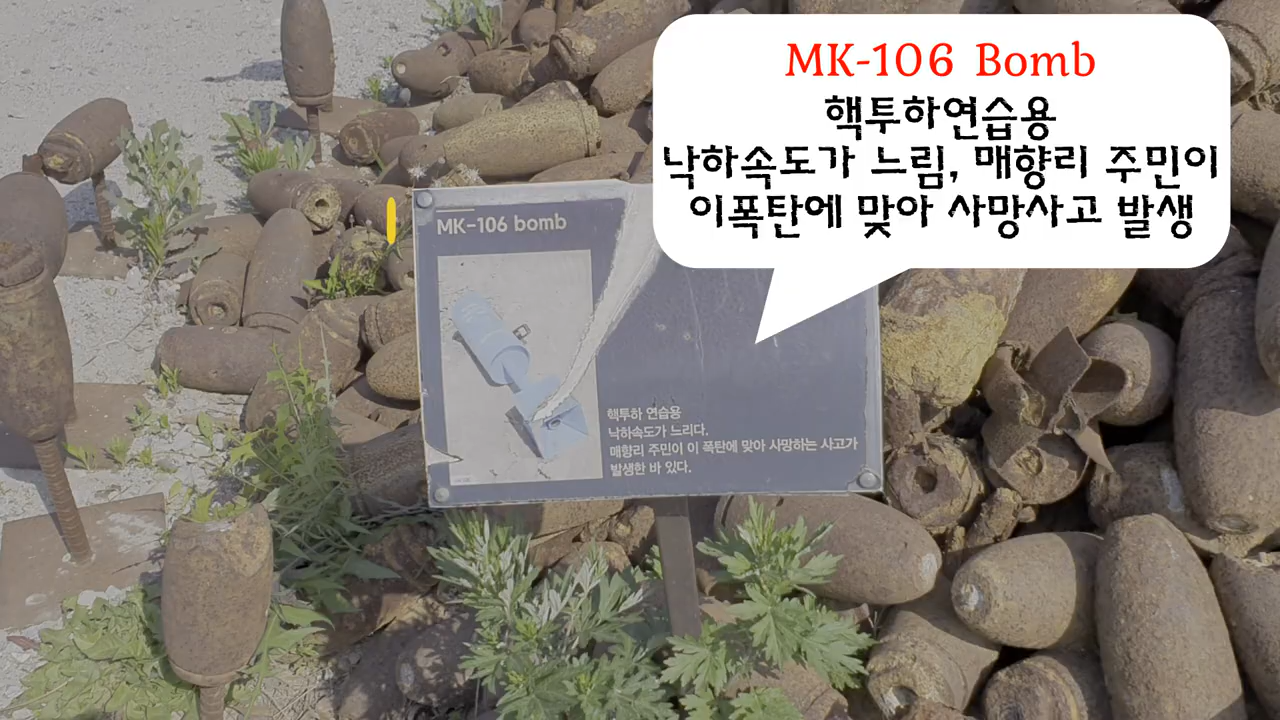 MK-106 Bomb
핵투하연습용
낙하속도가 느림, 매향리 주민이
이폭탄에 맞아 사망사고 발생
MK-106 bomb
핵투하 연습용
낙하속도가 느리다.
매향리 주민이 이 폭탄에 맞아 사망하는 사고가
발생한 바 있다.